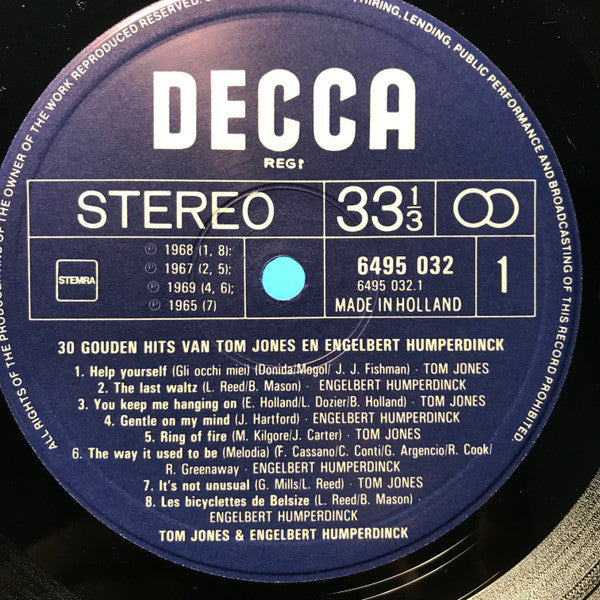 ALL RIGHTS OF THE PRODUCER AND OF THE OWNER OF THE WORK REPRODUCED RESERVED. HIRING, LENDING, PUBLIC PERFORMANCE AND BROADCASTING OF THIS RECORD PROHIBITED.
DECCA
REG!
STEREO 33 1/3
STEMRA
℗ 1968 (1, 8);
℗ 1967 (2, 5);
℗ 1969 (4, 6);
℗ 1965 (7)
6495 032
6495 032.1
MADE IN HOLLAND
1
30 GOUDEN HITS VAN TOM JONES EN ENGELBERT HUMPERDINCK
1. Help yourself (Gli occhi miei) (Donida/Mogol/ J. J. Fishman) · TOM JONES
2. The last waltz (L. Reed/B. Mason) · ENGELBERT HUMPERDINCK
3. You keep me hanging on (E. Holland/L. Dozier/B. Holland) · TOM JONES
4. Gentle on my mind (J. Hartford) · ENGELBERT HUMPERDINCK
5. Ring of fire (M. Kilgore/J. Carter) · TOM JONES
6. The way it used to be (Melodia) (F. Cassano/C. Conti/G. Argencio/R. Cook/
R. Greenaway · ENGELBERT HUMPERDINCK
7. It's not unusual (G. Mills/L. Reed) · TOM JONES
8. Les bicyclettes de Belsize (L. Reed/B. Mason) ·
ENGELBERT HUMPERDINCK
TOM JONES & ENGELBERT HUMPERDINCK